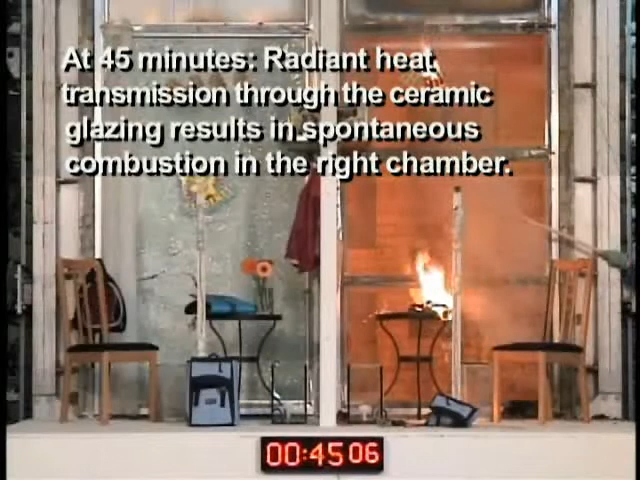 At 45 minutes: Radiant heat
transmission through the ceramic
glazing results in spontaneous
combustion in the right chamber.
00:45 06